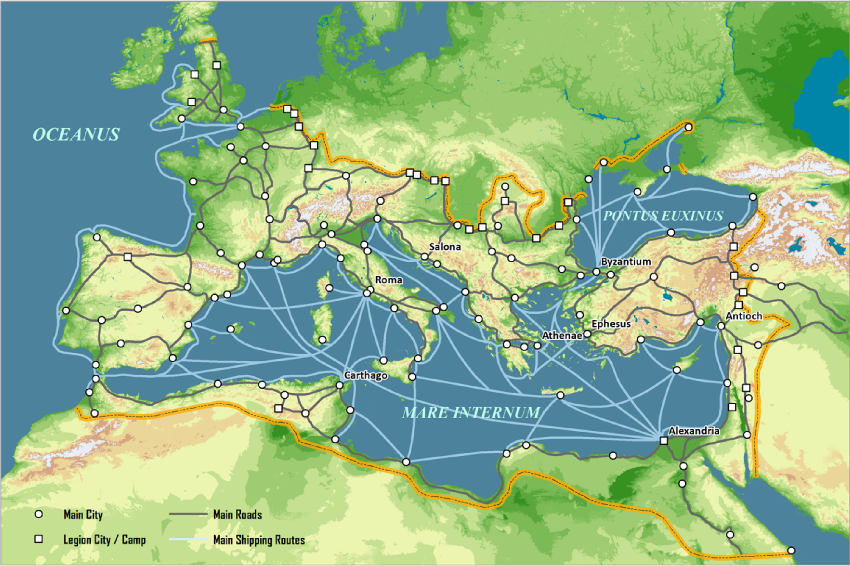 OCEANUS
PONTUS EUXINUS
Salona
Byzantium
Roma
Antioch
Ephesus
Athenae
Carthago
MARE INTERNUM
Alexandria
Main City
Main Roads
Legion City / Camp
Main Shipping Routes